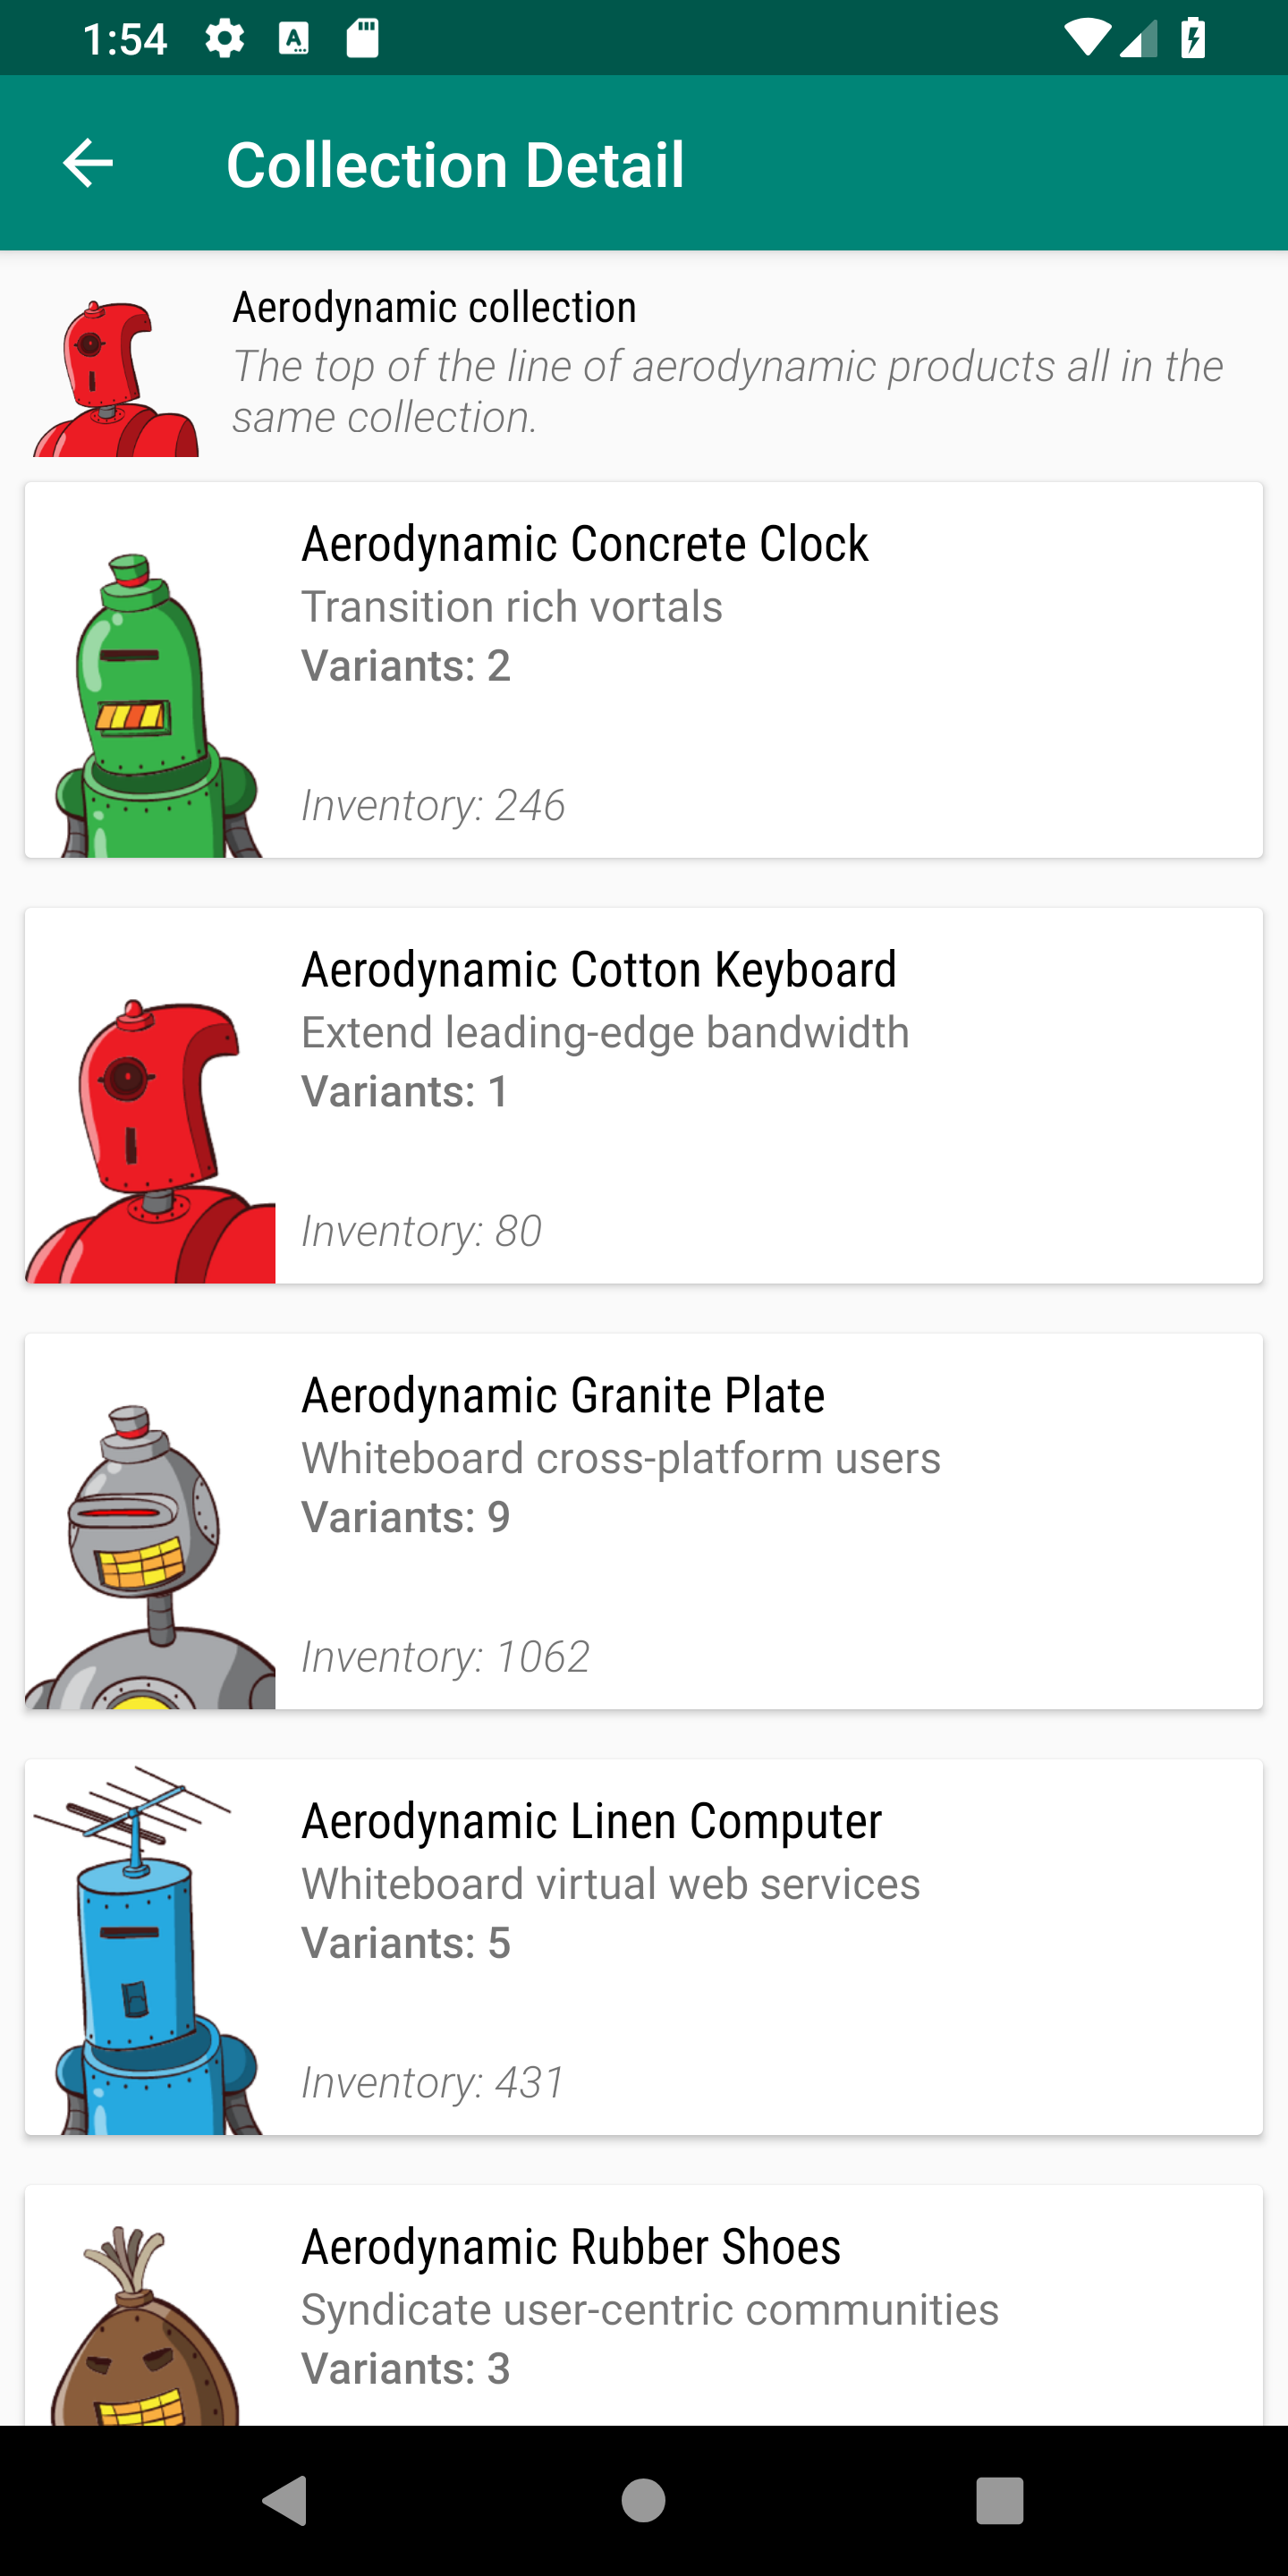 1:54
Collection Detail
Aerodynamic collection
The top of the line of aerodynamic products all in the
same collection.
Aerodynamic Concrete Clock
Transition rich vortals
Variants: 2
Inventory: 246
Aerodynamic Cotton Keyboard
Extend leading-edge bandwidth
Variants: 1
Inventory: 80
Aerodynamic Granite Plate
Whiteboard cross-platform users
Variants: 9
Inventory: 1062
Aerodynamic Linen Computer
Whiteboard virtual web services
Variants: 5
Inventory: 431
Aerodynamic Rubber Shoes
Syndicate user-centric communities
Variants: 3